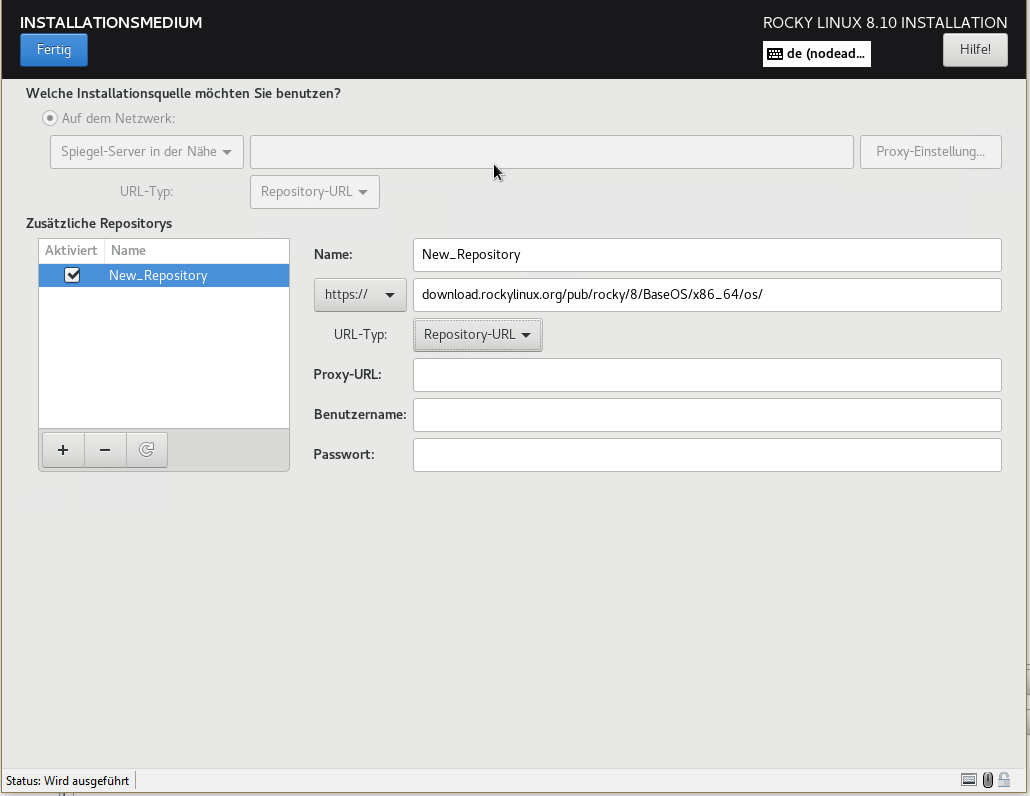 INSTALLATIONSMEDIUM
ROCKY LINUX 8.10 INSTALLATION
Fertig
de (nodead...
Hilfe!
Welche Installationsquelle möchten Sie benutzen?
Auf dem Netzwerk:
Spiegel-Server in der Nähe
Proxy-Einstellung...
URL-Typ:
Repository-URL
Zusätzliche Repositorys
Aktiviert Name
New_Repository
Name:
New_Repository
https://
download.rockylinux.org/pub/rocky/8/BaseOS/x86_64/os/
URL-Typ:
Repository-URL
Proxy-URL:
Benutzername:
Passwort:
Status: Wird ausgeführt